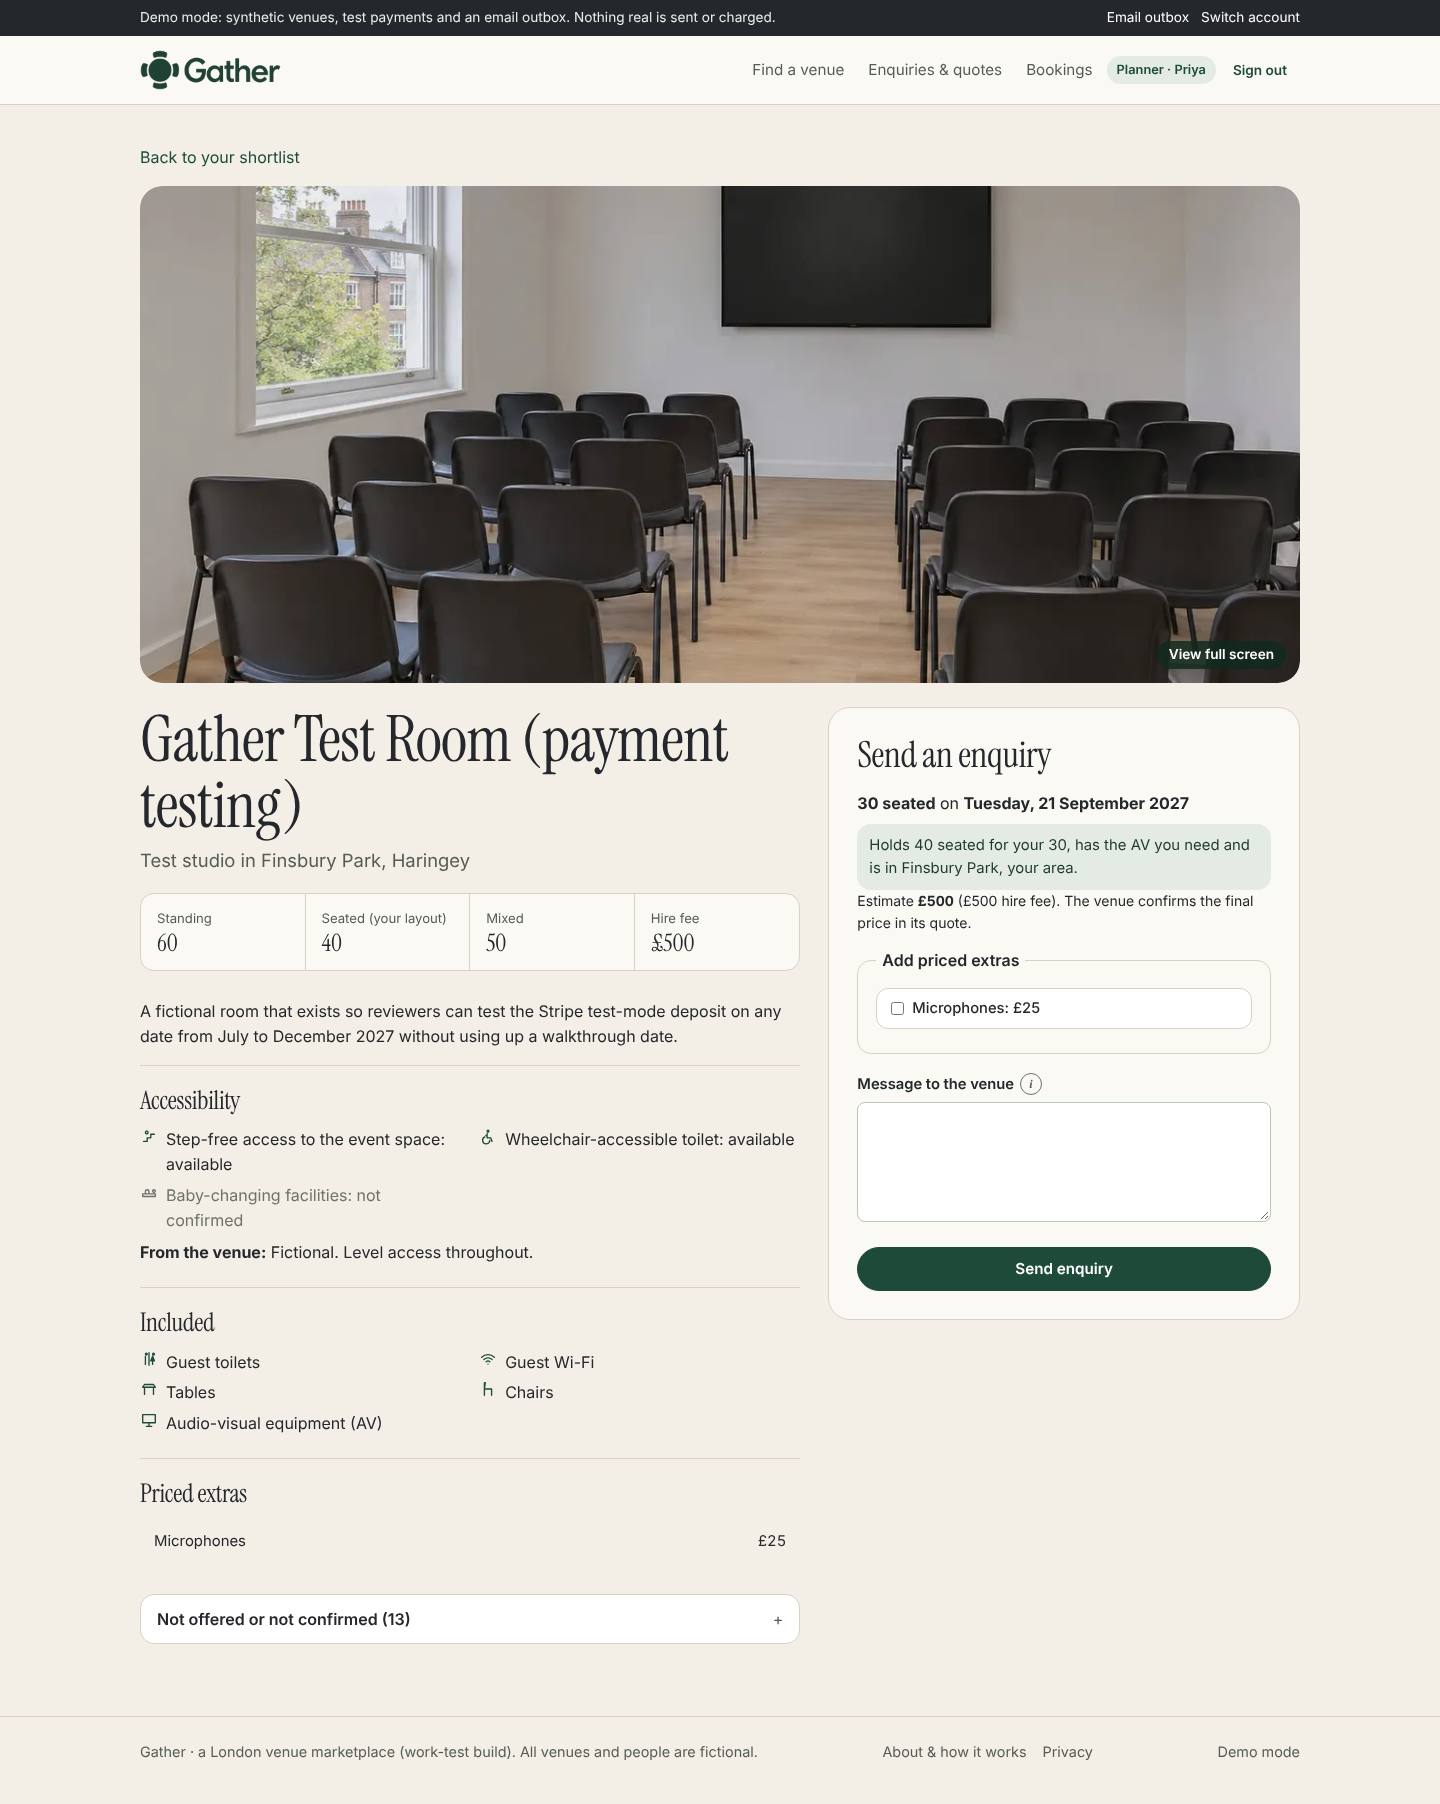 Demo mode: synthetic venues, test payments and an email outbox. Nothing real is sent or charged.
Email outbox Switch account
Gather
Find a venue Enquiries & quotes Bookings Planner · Priya Sign out
Back to your shortlist
View full screen
Gather Test Room (payment
testing)
Test studio in Finsbury Park, Haringey
Standing
60
Seated (your layout)
40
Mixed
50
Hire fee
£500
A fictional room that exists so reviewers can test the Stripe test-mode deposit on any
date from July to December 2027 without using up a walkthrough date.
Accessibility
Step-free access to the event space:
available
Wheelchair-accessible toilet: available
Baby-changing facilities: not
confirmed
From the venue: Fictional. Level access throughout.
Included
Guest toilets
Guest Wi-Fi
Tables
Chairs
Audio-visual equipment (AV)
Priced extras
Microphones £25
Not offered or not confirmed (13) +
Send an enquiry
30 seated on Tuesday, 21 September 2027
Holds 40 seated for your 30, has the AV you need and
is in Finsbury Park, your area.
Estimate £500 (£500 hire fee). The venue confirms the final
price in its quote.
Add priced extras
Microphones: £25
Message to the venue i
Send enquiry
Gather · a London venue marketplace (work-test build). All venues and people are fictional.
About & how it works Privacy
Demo mode